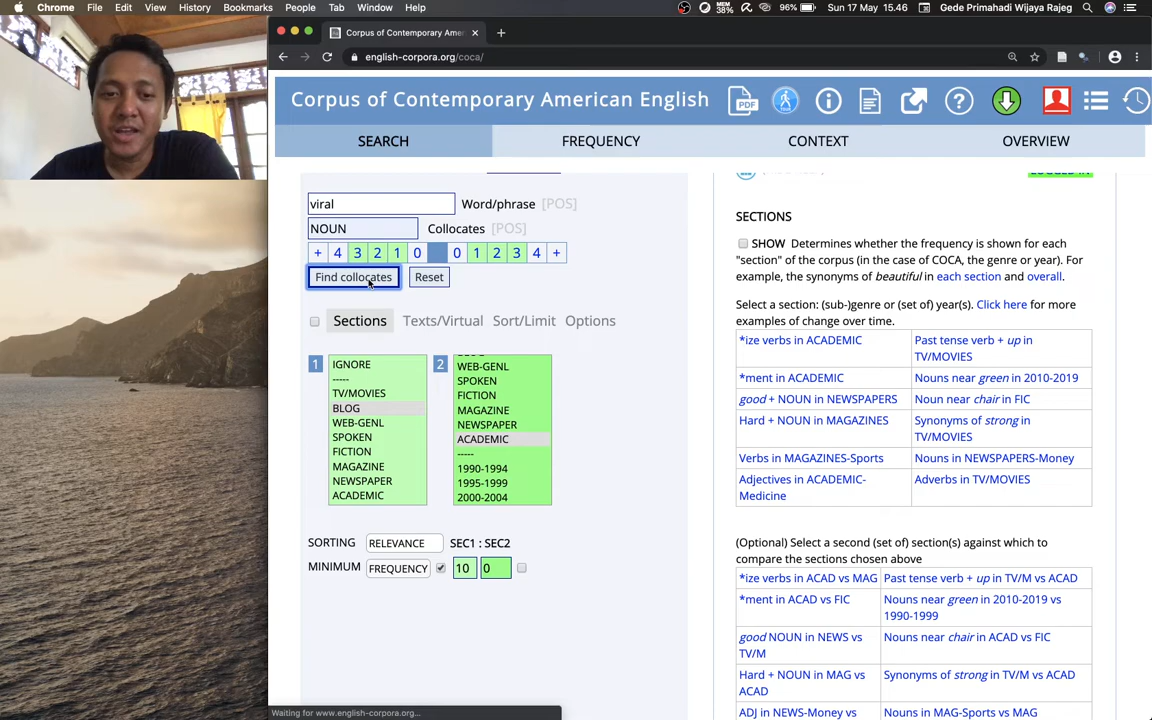 Chrome File Edit View History Bookmarks People Tab Window Help MEM 38% 96% Sun 17 May 15.46 Gede Primahadi Wijaya Rajeg
Corpus of Contemporary Amer
english-corpora.org/coca/
Corpus of Contemporary American English PDF
SEARCH FREQUENCY CONTEXT OVERVIEW
viral Word/phrase [POS]
NOUN Collocates [POS]
+ 4 3 2 1 0 0 1 2 3 4 +
Find collocates Reset
Sections Texts/Virtual Sort/Limit Options
1 IGNORE
-----
TV/MOVIES
BLOG
WEB-GENL
SPOKEN
FICTION
MAGAZINE
NEWSPAPER
ACADEMIC
2
WEB-GENL
SPOKEN
FICTION
MAGAZINE
NEWSPAPER
ACADEMIC
-----
1990-1994
1995-1999
2000-2004
SORTING RELEVANCE SEC1 : SEC2
MINIMUM FREQUENCY 10 0
LOGGED IN
SECTIONS
SHOW Determines whether the frequency is shown for each
"section" of the corpus (in the case of COCA, the genre or year). For
example, the synonyms of beautiful in each section and overall.
Select a section: (sub-)genre or (set of) year(s). Click here for more
examples of change over time.
*ize verbs in ACADEMIC Past tense verb + up in
TV/MOVIES
*ment in ACADEMIC Nouns near green in 2010-2019
good + NOUN in NEWSPAPERS Noun near chair in FIC
Hard + NOUN in MAGAZINES Synonyms of strong in
TV/MOVIES
Verbs in MAGAZINES-Sports Nouns in NEWSPAPERS-Money
Adjectives in ACADEMIC- Adverbs in TV/MOVIES
Medicine
(Optional) Select a second (set of) section(s) against which to
compare the sections chosen above
*ize verbs in ACAD vs MAG Past tense verb + up in TV/M vs ACAD
*ment in ACAD vs FIC Nouns near green in 2010-2019 vs
1990-1999
good NOUN in NEWS vs Nouns near chair in ACAD vs FIC
TV/M
Hard + NOUN in MAG vs Synonyms of strong in TV/M vs ACAD
ACAD
ADJ in NEWS-Money vs Nouns in MAG-Sports vs MAG
Waiting for www.english-corpora.org...